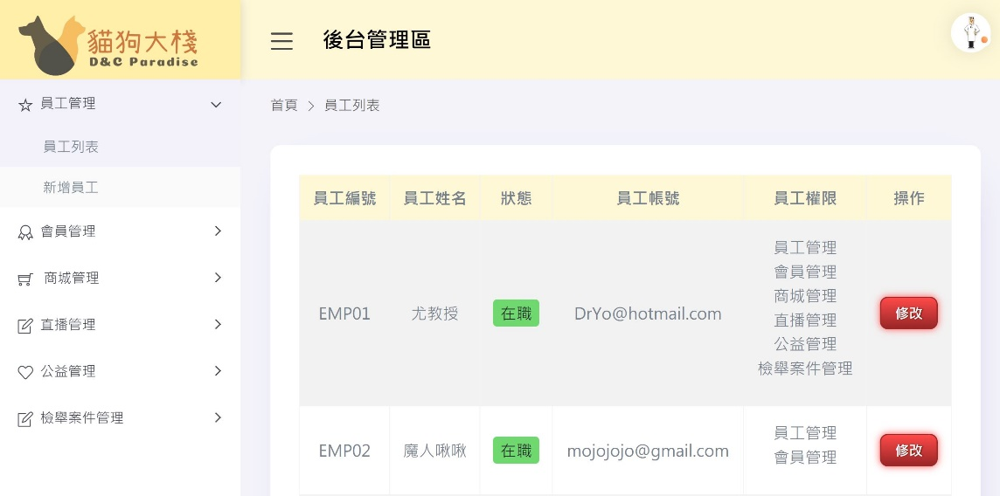 貓狗大棧
D&C Paradise
後台管理區
員工管理
員工列表
新增員工
會員管理
商城管理
直播管理
公益管理
檢舉案件管理
首頁 > 員工列表
員工編號 員工姓名 狀態 員工帳號 員工權限 操作
EMP01 尤教授 在職 DrYo@hotmail.com
員工管理
會員管理
商城管理
直播管理
公益管理
檢舉案件管理
修改
EMP02 魔人啾啾 在職 mojojojo@gmail.com
員工管理
會員管理
修改